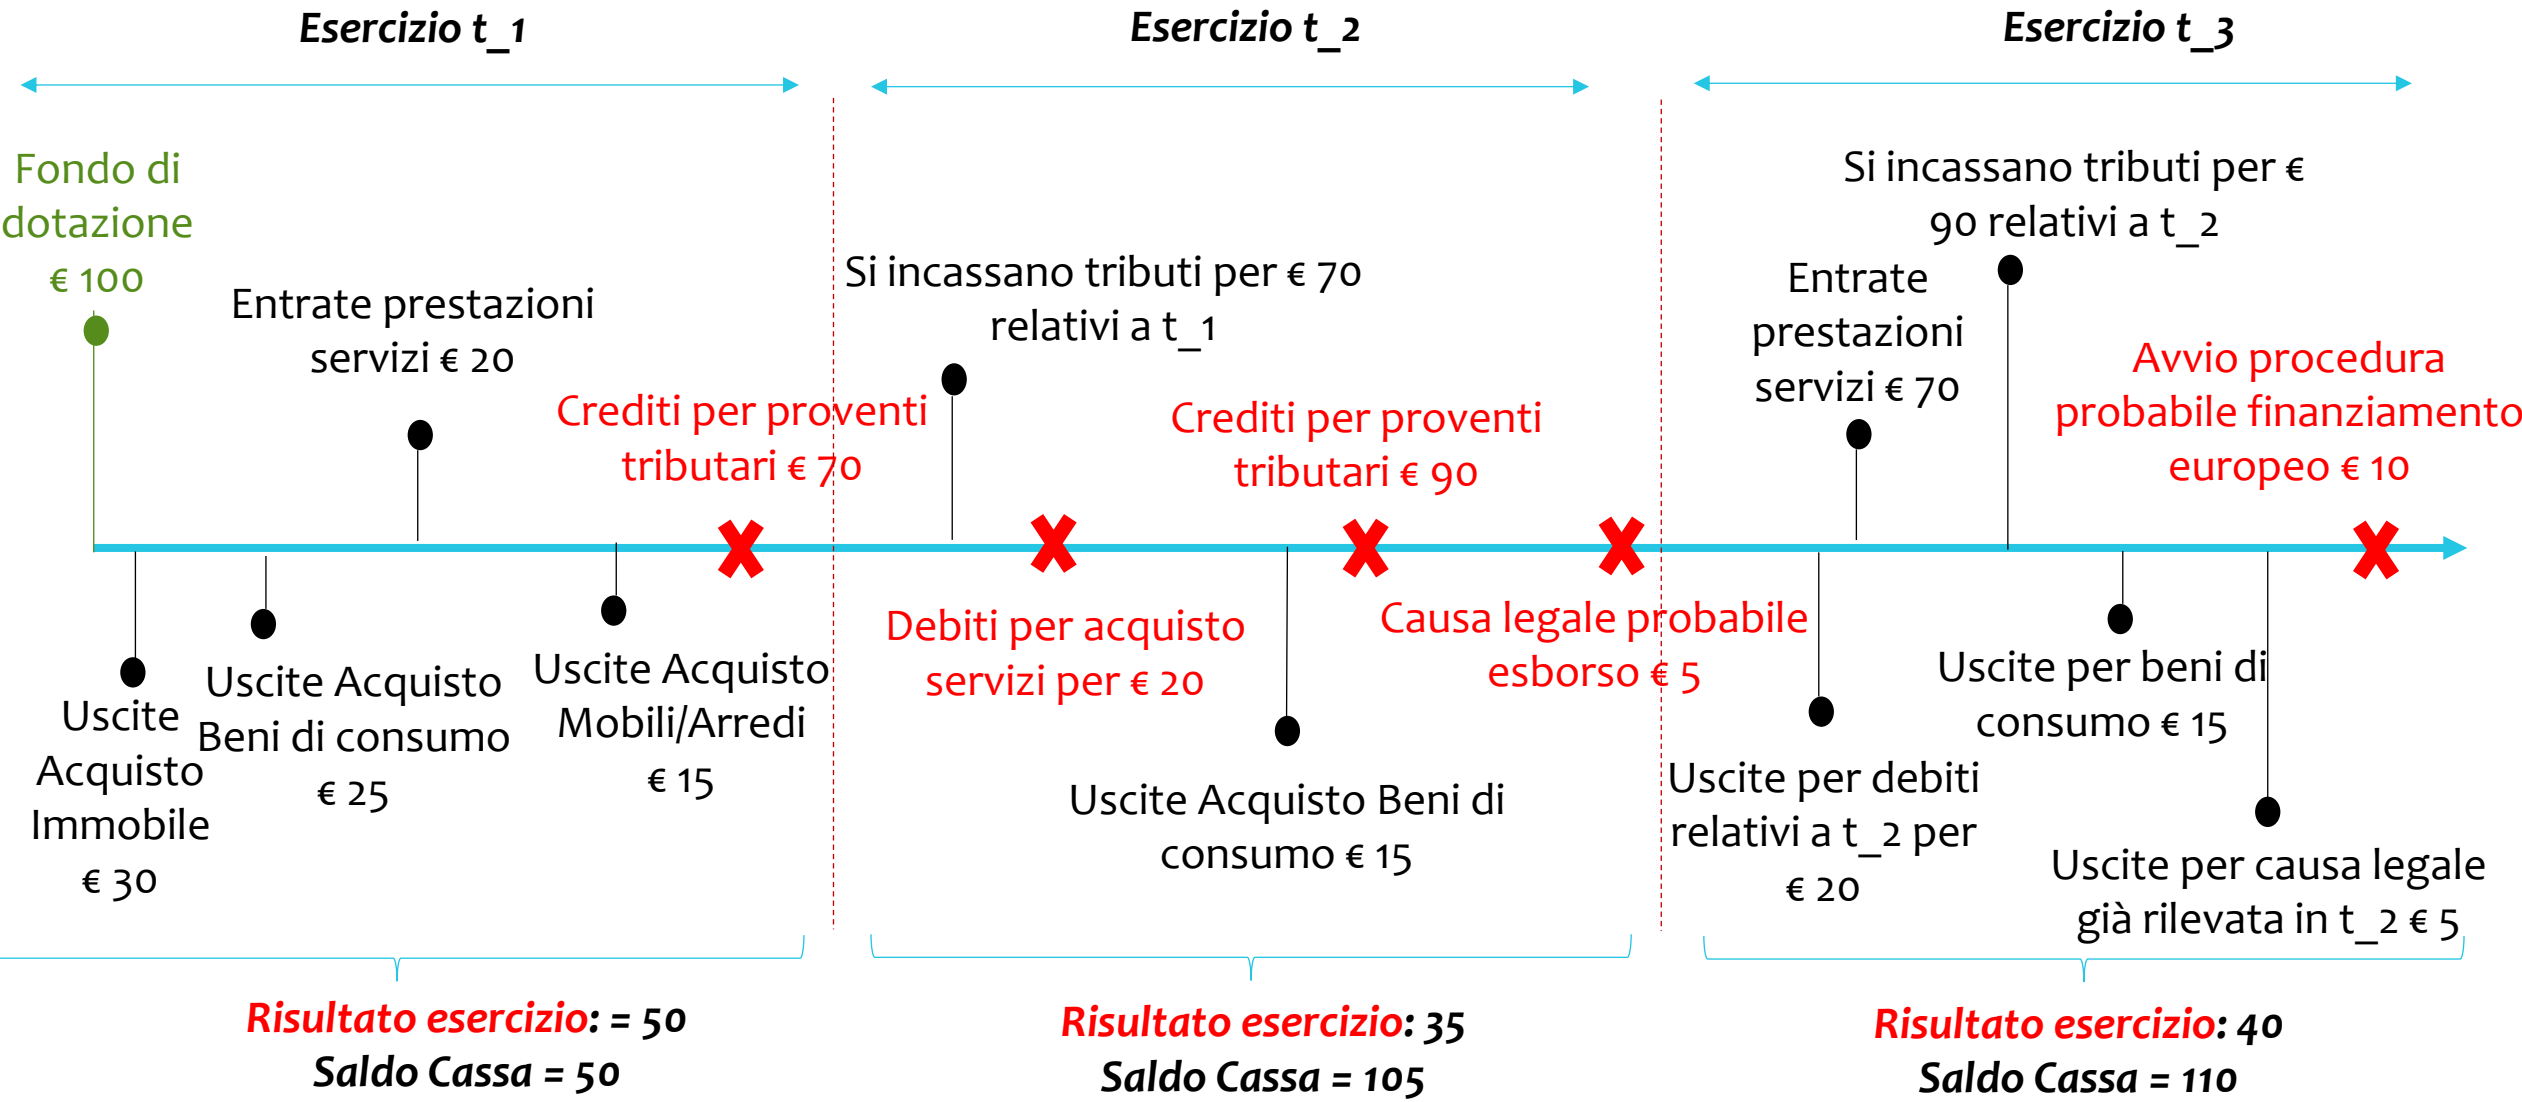 Esercizio t_1
Esercizio t_2
Esercizio t_3
Fondo di
dotazione
€ 100
Entrate prestazioni
servizi € 20
Crediti per proventi
tributari € 70
Uscite
Acquisto
Immobile
€ 30
Uscite Acquisto
Beni di consumo
€ 25
Uscite Acquisto
Mobili/Arredi
€ 15
Si incassano tributi per € 70
relativi a t_1
Crediti per proventi
tributari € 90
Debiti per acquisto
servizi per € 20
Uscite Acquisto Beni di
consumo € 15
Causa legale probabile
esborso € 5
Si incassano tributi per €
90 relativi a t_2
Entrate
prestazioni
servizi € 70
Avvio procedura
probabile finanziamento
europeo € 10
Uscite per debiti
relativi a t_2 per
€ 20
Uscite per beni di
consumo € 15
Uscite per causa legale
già rilevata in t_2 € 5
Risultato esercizio: = 50
Saldo Cassa = 50
Risultato esercizio: 35
Saldo Cassa = 105
Risultato esercizio: 40
Saldo Cassa = 110